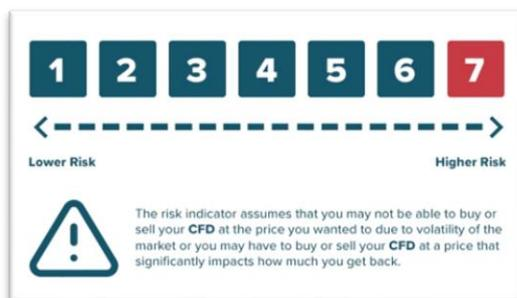 1 2 3 4 5 6 7
Lower Risk Higher Risk
The risk indicator assumes that you may not be able to buy or
sell your CFD at the price you wanted to due to volatility of the
market or you may have to buy or sell your CFD at a price that
significantly impacts how much you get back.